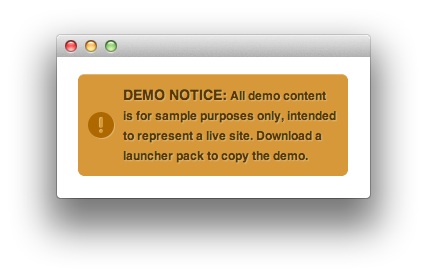 DEMO NOTICE: All demo content
is for sample purposes only, intended
to represent a live site. Download a
launcher pack to copy the demo.